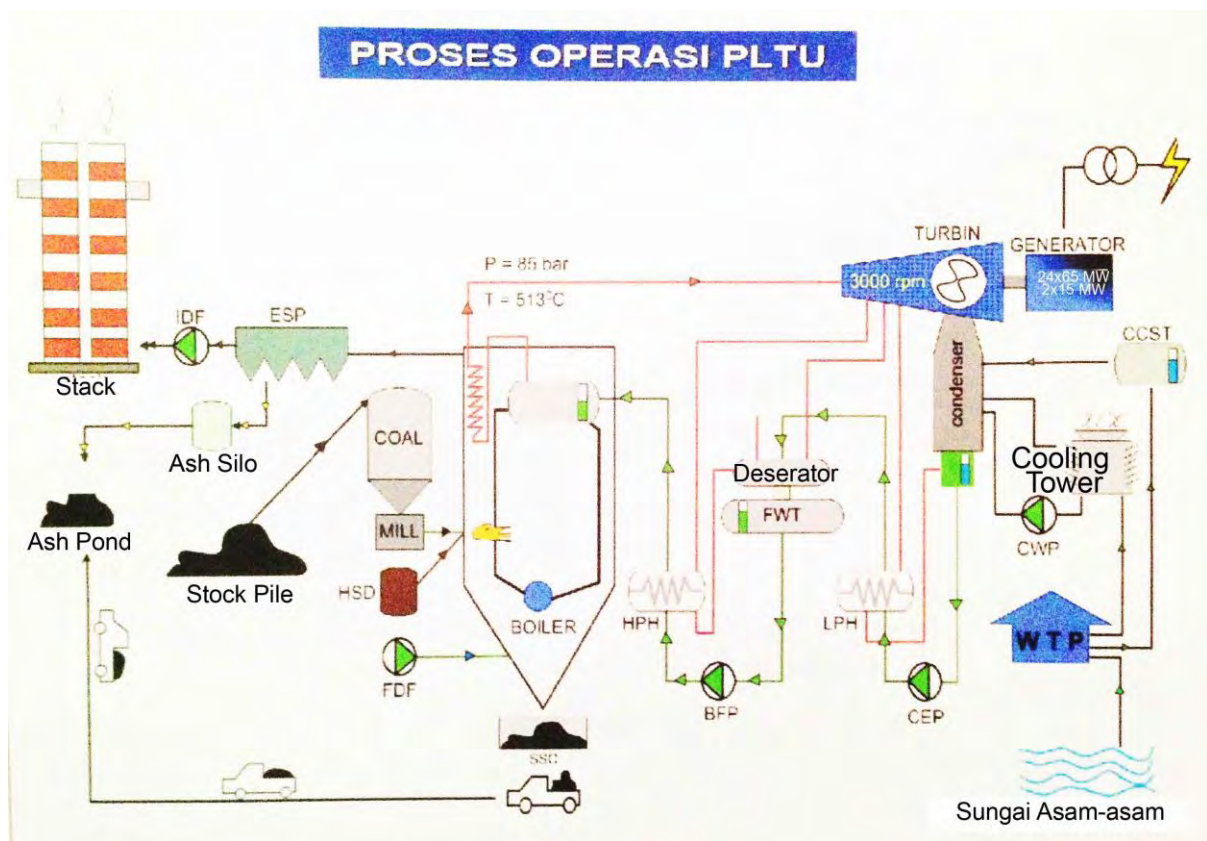 PROSES OPERASI PLTU
TURBIN
GENERATOR
P = 85 bar
3000 rpm
24x65 MW
2x15 MW
T = 513°C
IDF
ESP
CCST
Stack
condenser
COAL
Ash Silo
Deserator
Cooling
Tower
FWT
MILL
CWP
Ash Pond
Stock Pile
HSD
BOILER
HPH
LPH
WTP
FDF
BFP
CEP
SSC
Sungai Asam-asam